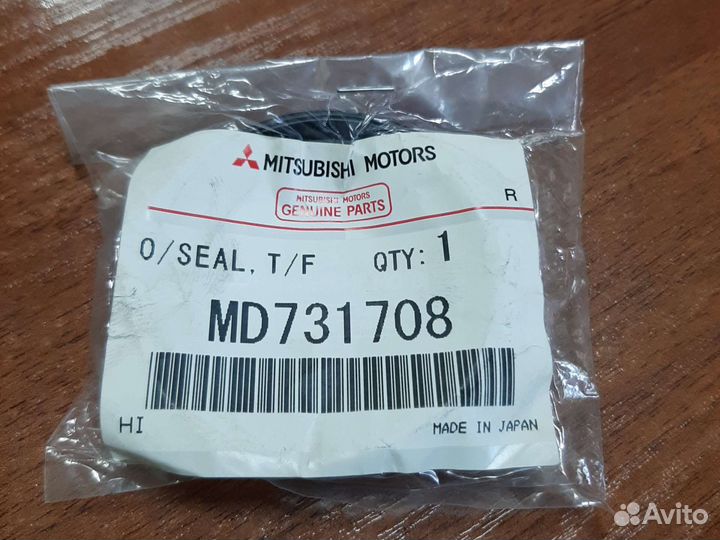 MITSUBISHI MOTORS
MITSUBISHI MOTORS
GENUINE PARTS
R
O/SEAL, T/F QTY: 1
MD731708
HI MADE IN JAPAN
Avito